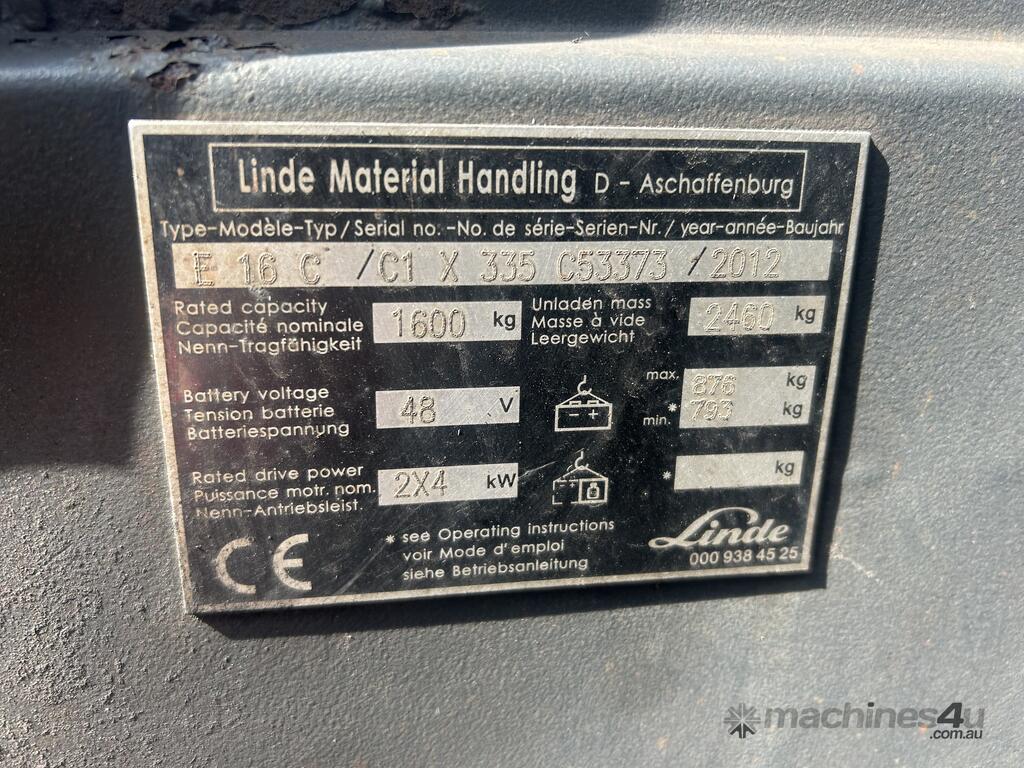 Linde Material Handling D - Aschaffenburg
Type-Modèle-Typ / Serial no. -No. de série-Serien-Nr. / year-année-Baujahr
E 16 C / C1 X 335 C53373 / 2012
Rated capacity
Capacité nominale
Nenn-Tragfähigkeit
1600 kg
Unladen mass
Masse à vide
Leergewicht
2460 kg
Battery voltage
Tension batterie
Batteriespannung
48 V
- +
max. 876 kg
* min. 793 kg
Rated drive power
Puissance motr. nom.
Nenn-Antriebsleist.
2X4 kW
* kg
* see Operating instructions
voir Mode d'emploi
siehe Betriebsanleitung
CE
Linde
000 938 45 25
machines4u
.com.au